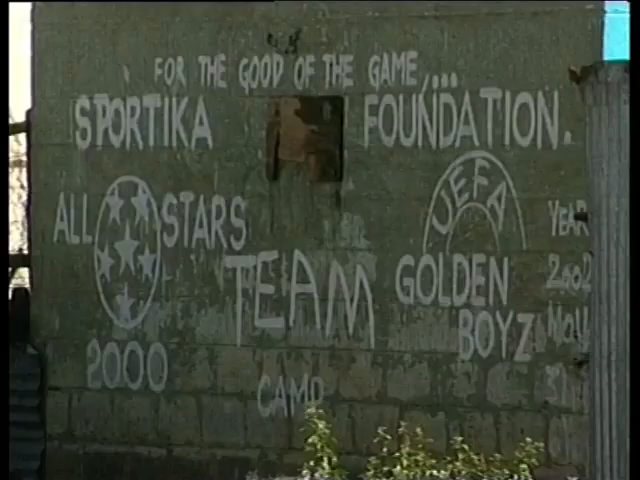 FOR THE GOOD OF THE GAME,...
SPORTIKA FOUNDATION.
ALL STARS
UEFA
TEAM
GOLDEN
BOYZ
YEAR
2002
2000
CAMP